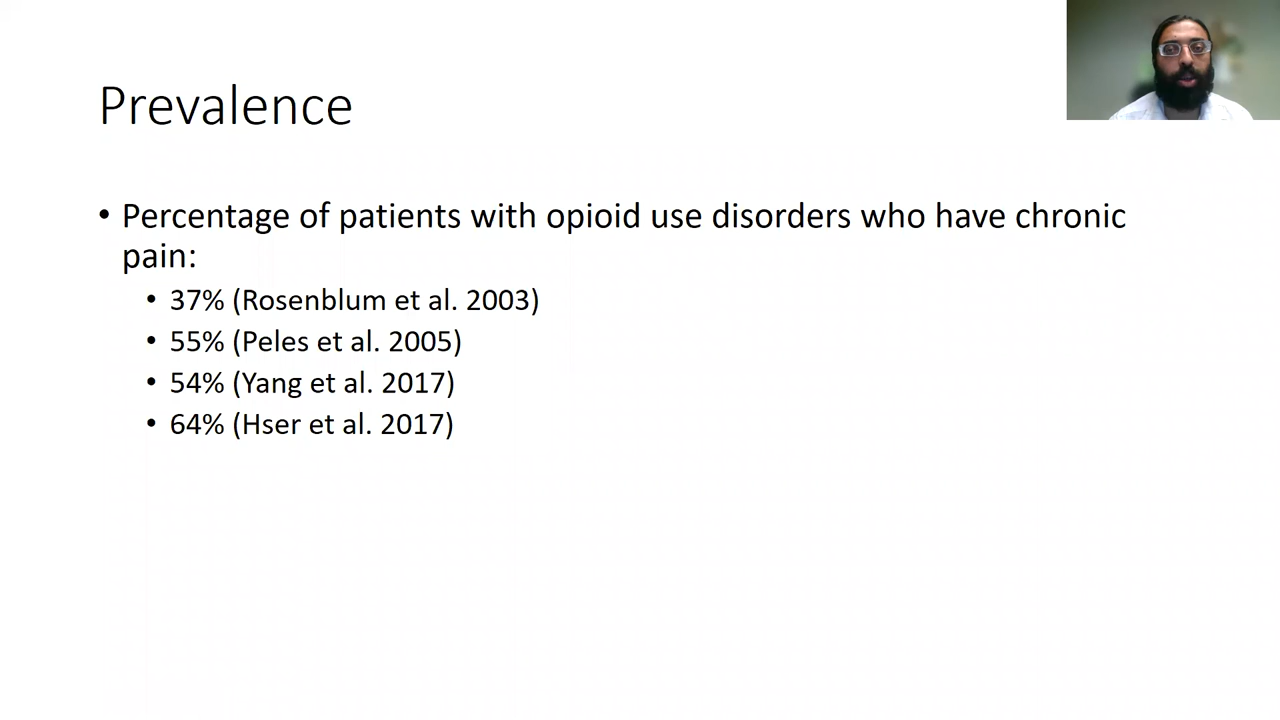 Prevalence
• Percentage of patients with opioid use disorders who have chronic
pain:
• 37% (Rosenblum et al. 2003)
• 55% (Peles et al. 2005)
• 54% (Yang et al. 2017)
• 64% (Hser et al. 2017)